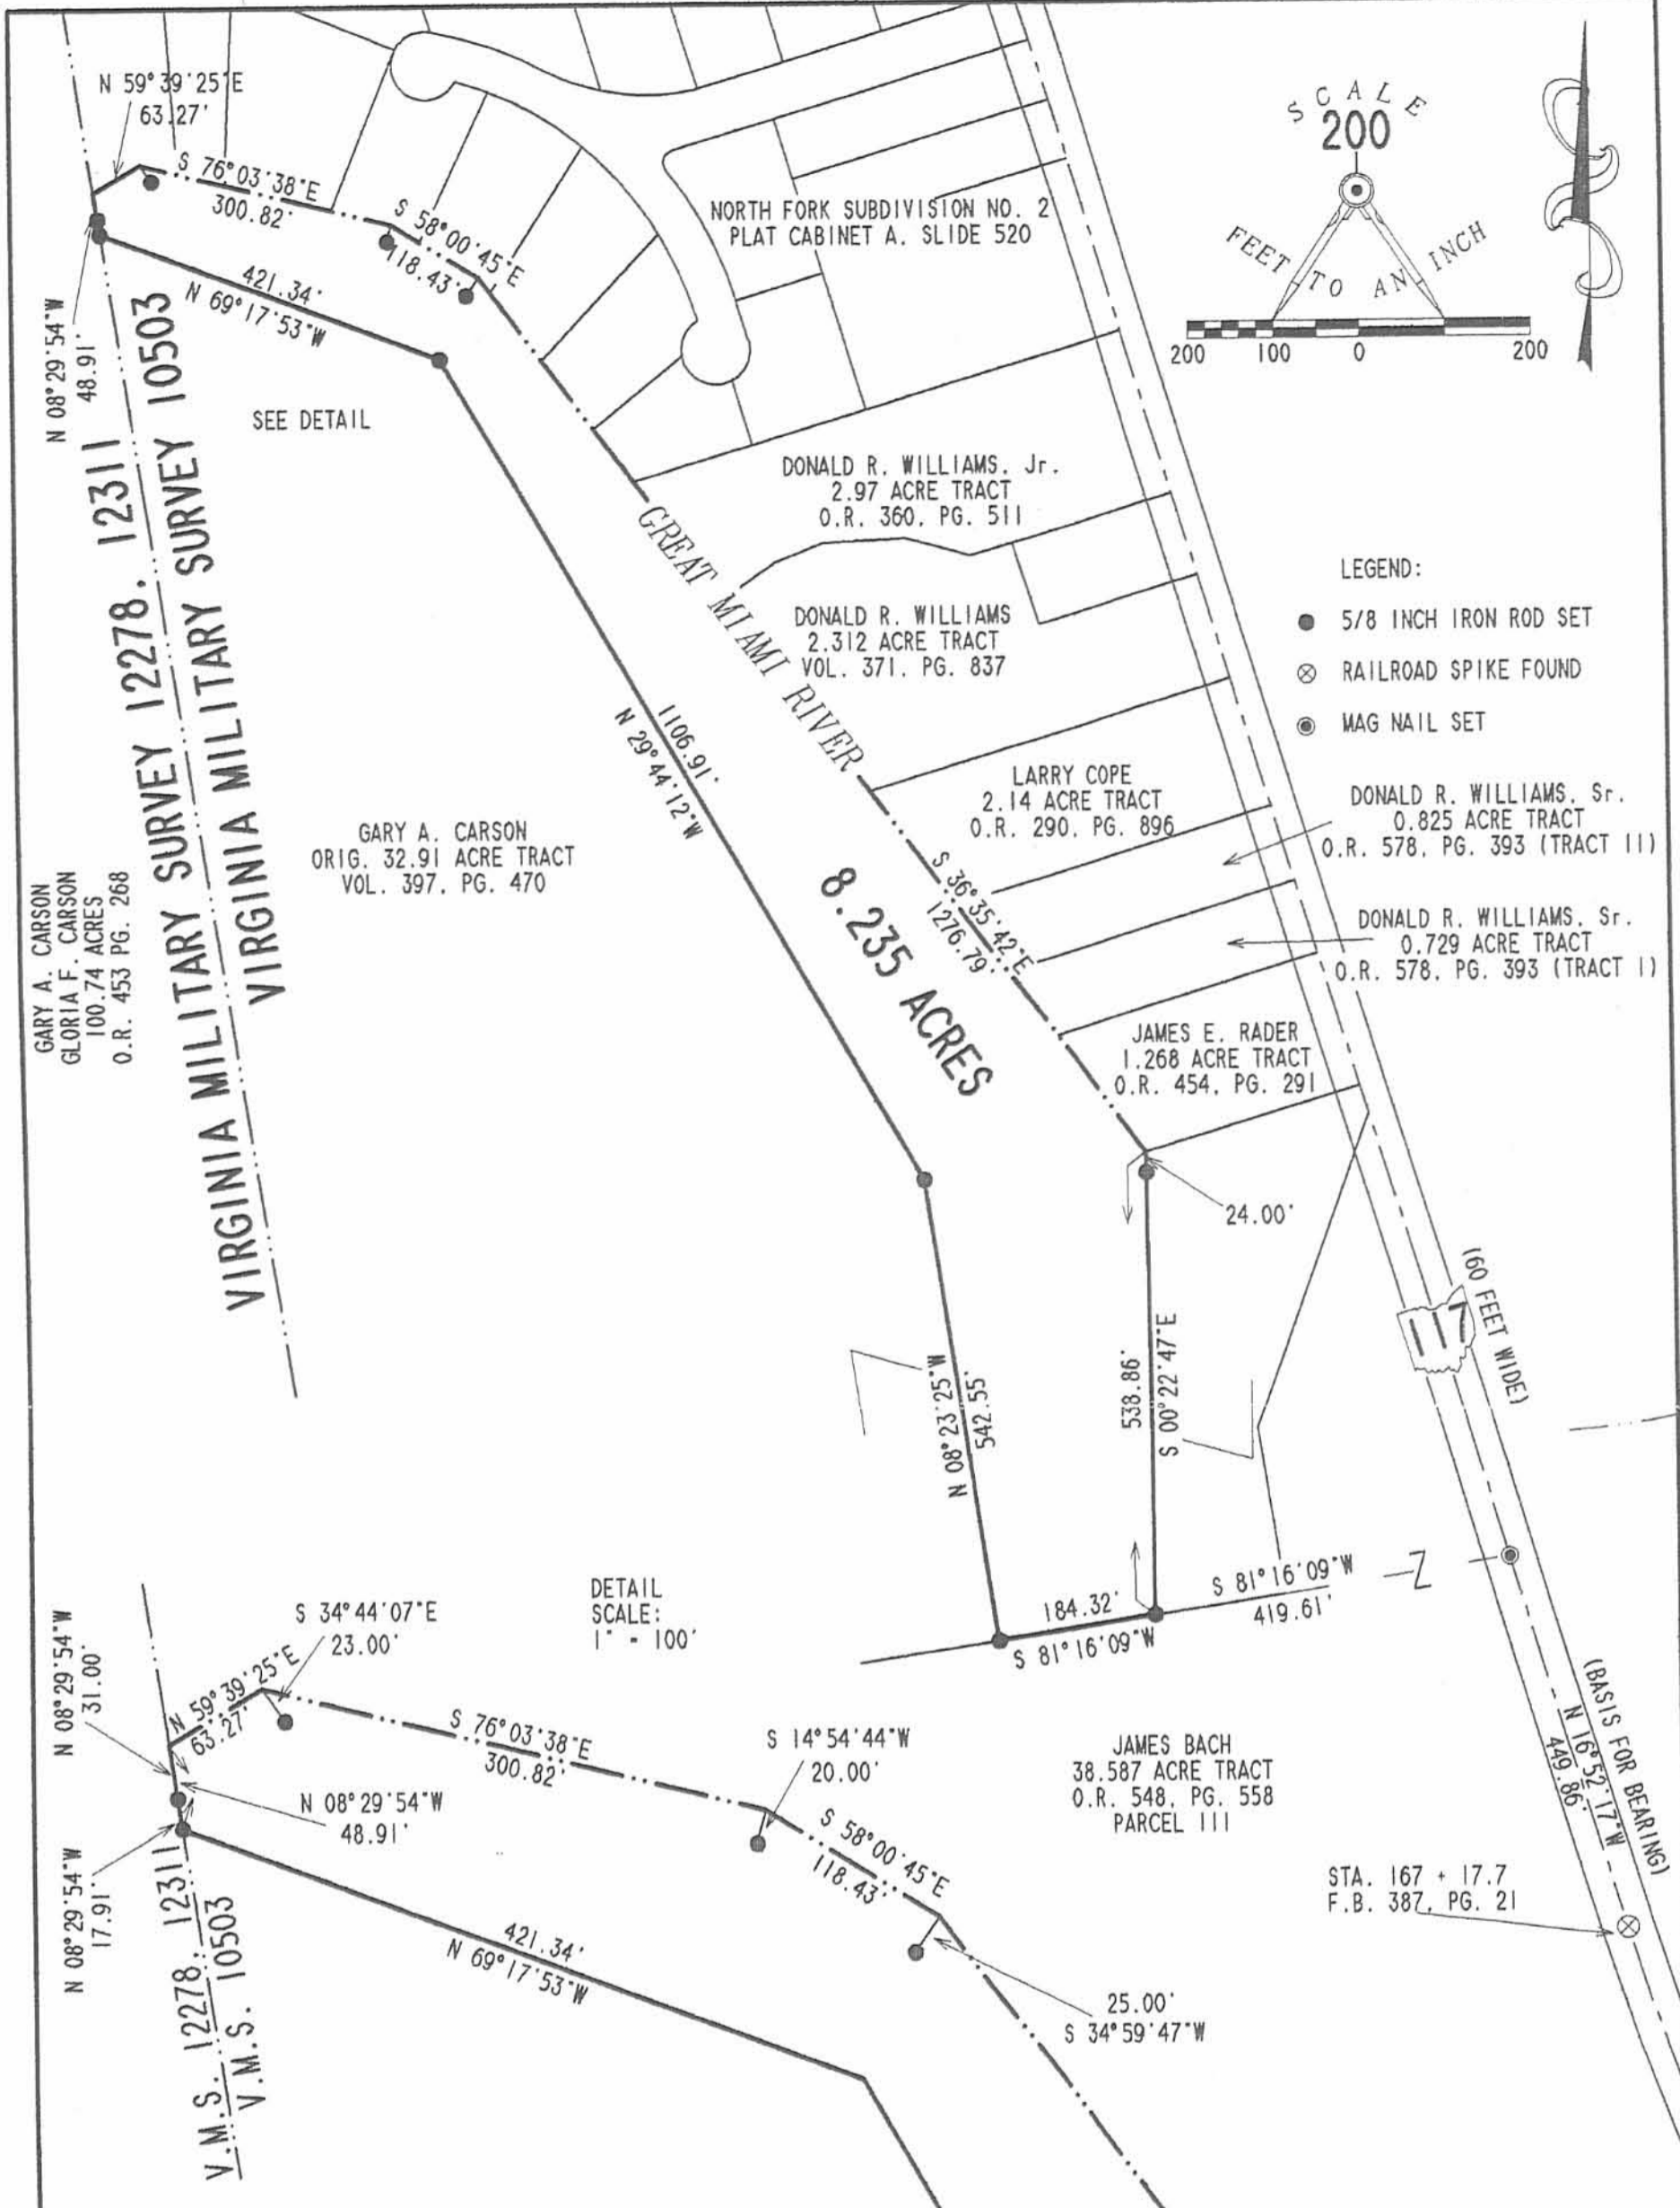 N 59°39'25"E
63.27'
S 76°03'38"E
300.82'
S 58°00'45"E
118.43'
421.34'
N 69°17'53"W
N 08°29'54"W
48.91'
SEE DETAIL
NORTH FORK SUBDIVISION NO. 2
PLAT CABINET A. SLIDE 520
SCALE
200
FEET TO AN INCH
200 100 0 200
DONALD R. WILLIAMS. Jr.
2.97 ACRE TRACT
O.R. 360. PG. 511
GREAT MIAMI RIVER
DONALD R. WILLIAMS
2.312 ACRE TRACT
VOL. 371. PG. 837
LEGEND:
5/8 INCH IRON ROD SET
RAILROAD SPIKE FOUND
MAG NAIL SET
LARRY COPE
2.14 ACRE TRACT
O.R. 290. PG. 896
DONALD R. WILLIAMS. Sr.
0.825 ACRE TRACT
O.R. 578. PG. 393 (TRACT II)
DONALD R. WILLIAMS. Sr.
0.729 ACRE TRACT
O.R. 578. PG. 393 (TRACT I)
JAMES E. RADER
1.268 ACRE TRACT
O.R. 454. PG. 291
VIRGINIA MILITARY SURVEY 12278. 12311
VIRGINIA MILITARY SURVEY 10503
GARY A. CARSON
GLORIA F. CARSON
100.74 ACRES
O.R. 453 PG. 268
GARY A. CARSON
ORIG. 32.91 ACRE TRACT
VOL. 397. PG. 470
1106.91'
N 29°44'12"W
8.235 ACRES
S 36°35'42"E
1276.79'
24.00'
538.86'
S 00°22'47"E
N 08°23'25"W
542.55'
184.32'
S 81°16'09"W
S 81°16'09"W
419.61'
117
(60 FEET WIDE)
(BASIS FOR BEARING)
N 16°52'17"W
449.86'
STA. 167 + 17.7
F.B. 387. PG. 21
JAMES BACH
38.587 ACRE TRACT
O.R. 548. PG. 558
PARCEL III
DETAIL
SCALE:
1" = 100'
N 08°29'54"W
31.00'
N 59°39'25"E
63.27'
S 34°44'07"E
23.00'
S 76°03'38"E
300.82'
S 14°54'44"W
20.00'
S 58°00'45"E
118.43'
N 08°29'54"W
48.91'
N 08°29'54"W
17.91'
421.34'
N 69°17'53"W
25.00'
S 34°59'47"W
V.M.S. 12278. 12311
V.M.S. 10503